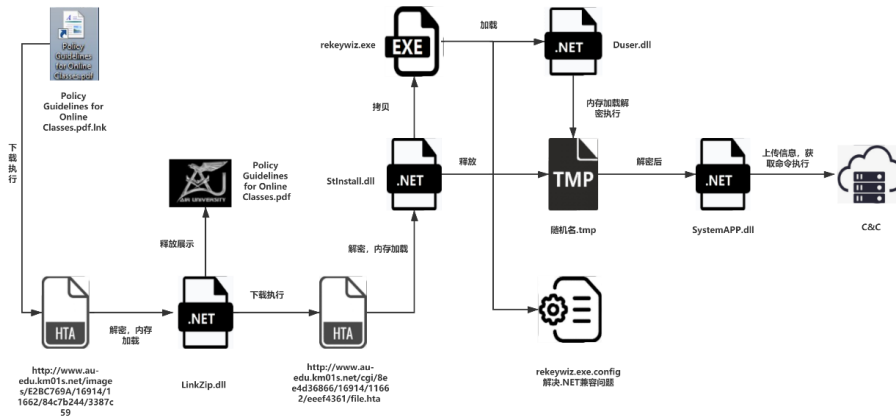 Policy
Guidelines
for Online
Classes.pdf
Policy
Guidelines for
Online
Classes.pdf.lnk
下
载
执
行
HTA
http://www.au-
edu.km01s.net/image
s/E2BC769A/16914/1
1662/84c7b244/3387c
59
解密，内存
加载
.NET
LinkZip.dll
释放展示
AIR UNIVERSITY
Policy
Guidelines
for Online
Classes.pdf
下载执行
HTA
http://www.au-
edu.km01s.net/cgi/8e
e4d36866/16914/116
2/eeef4361/file.hta
解密，内存加载
StInstall.dll
.NET
拷贝
rekeywiz.exe
EXE
加载
.NET
Duser.dll
内存加载解
密执行
释放
TMP
随机名.tmp
解密后
.NET
SystemAPP.dll
上传信息，获
取命令执行
C&C
rekeywiz.exe.config
解决.NET兼容问题